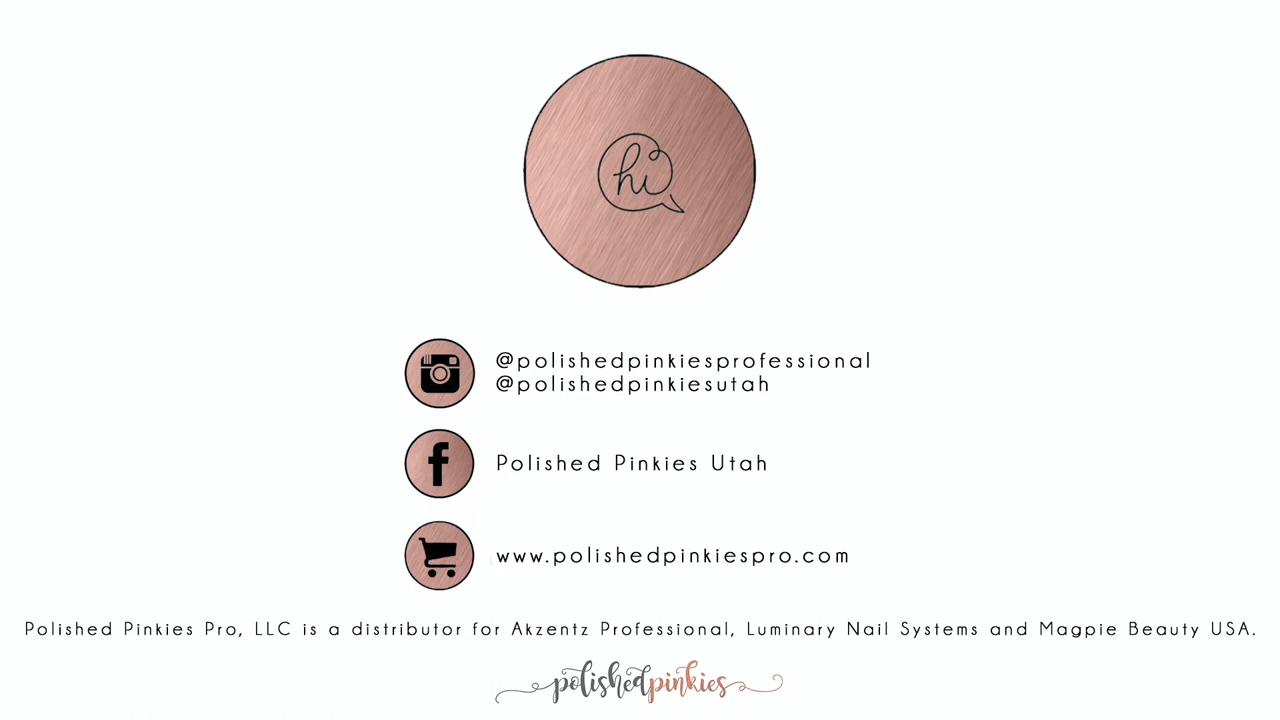 hi
@polishedpinkiesprofessional
@polishedpinkiesutah
f
Polished Pinkies Utah
www.polishedpinkiespro.com
Polished Pinkies Pro, LLC is a distributor for Akzentz Professional, Luminary Nail Systems and Magpie Beauty USA.
polishedpinkies